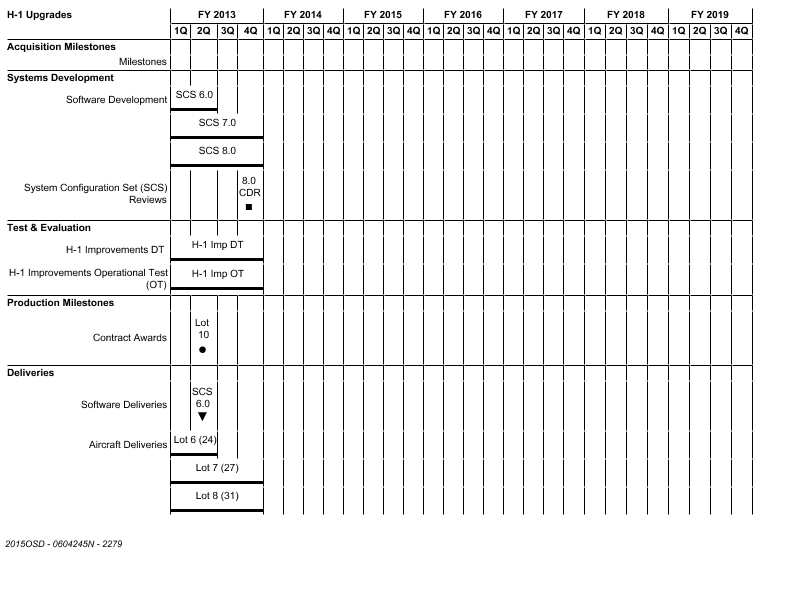 H-1 Upgrades FY 2013 FY 2014 FY 2015 FY 2016 FY 2017 FY 2018 FY 2019
1Q 2Q 3Q 4Q 1Q 2Q 3Q 4Q 1Q 2Q 3Q 4Q 1Q 2Q 3Q 4Q 1Q 2Q 3Q 4Q 1Q 2Q 3Q 4Q 1Q 2Q 3Q 4Q
Acquisition Milestones
Milestones
Systems Development
Software Development SCS 6.0
SCS 7.0
SCS 8.0
System Configuration Set (SCS)
Reviews
8.0
CDR
Test & Evaluation
H-1 Improvements DT H-1 Imp DT
H-1 Improvements Operational Test
(OT)
H-1 Imp OT
Production Milestones
Contract Awards
Lot
10
Deliveries
Software Deliveries
SCS
6.0
Aircraft Deliveries Lot 6 (24)
Lot 7 (27)
Lot 8 (31)
2015OSD - 0604245N - 2279